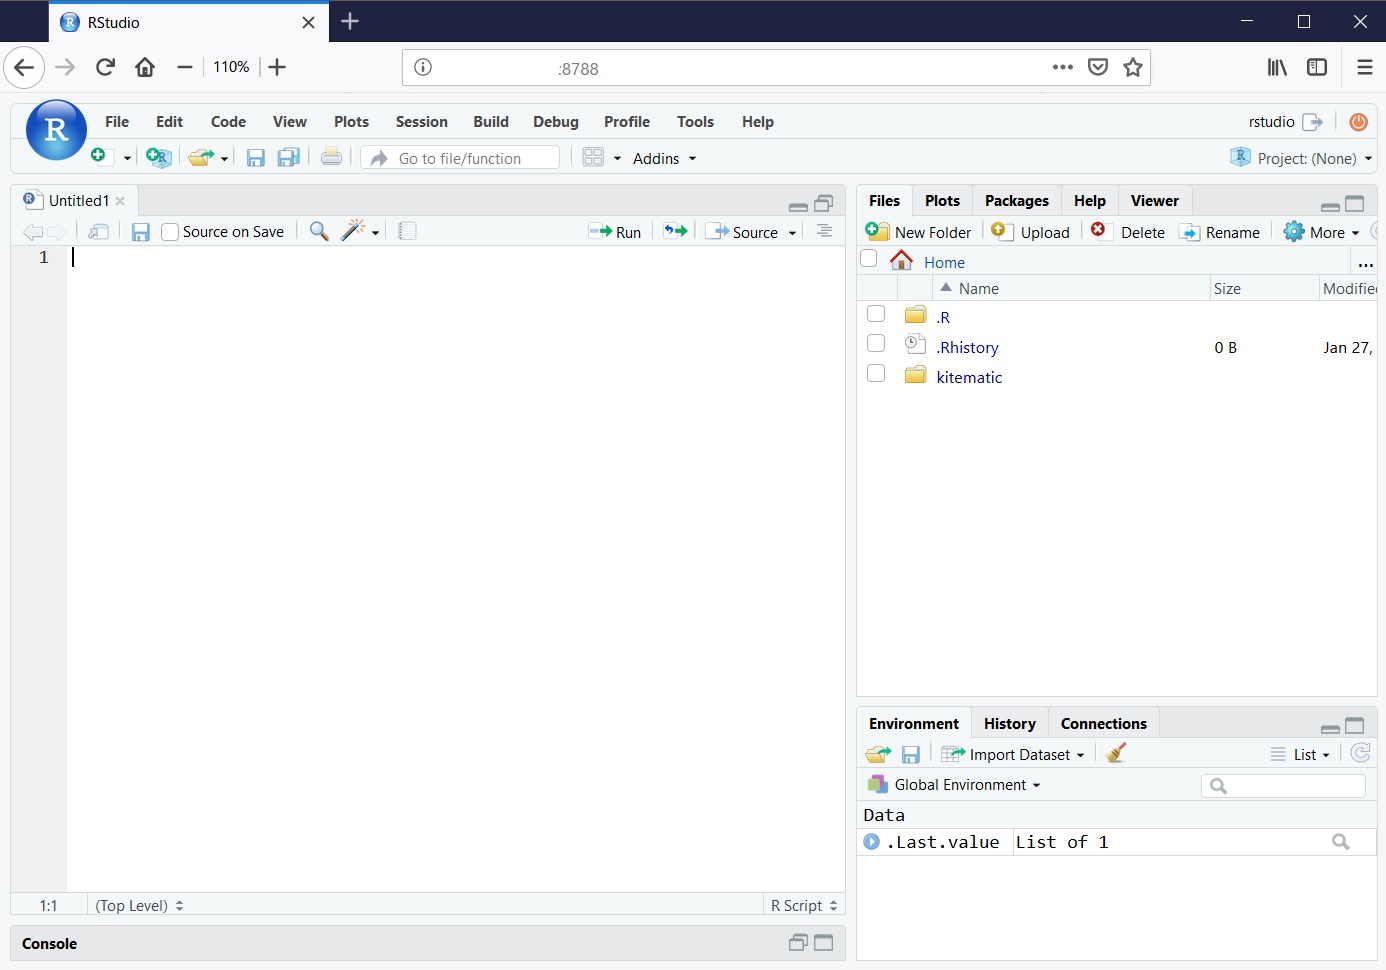 RStudio
110%
:8788
R File Edit Code View Plots Session Build Debug Profile Tools Help rstudio
Go to file/function Addins Project: (None)
Untitled1
Source on Save Run Source
1
1:1 (Top Level) R Script
Console
Files Plots Packages Help Viewer
New Folder Upload Delete Rename More
Home ...
Name Size Modifie
.R
.Rhistory 0 B Jan 27,
kitematic
Environment History Connections
Import Dataset List
Global Environment
Data
.Last.value List of 1